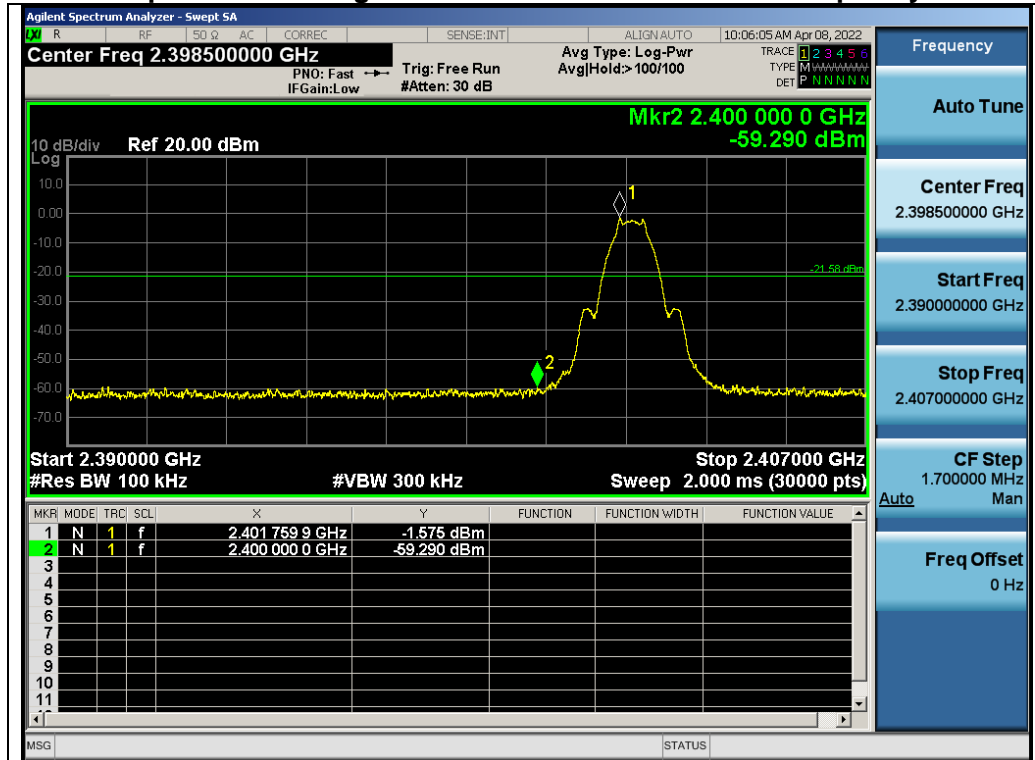 Agilent Spectrum Analyzer - Swept SA
LXI R RF 50 Ω AC CORREC SENSE:INT ALIGN AUTO 10:06:05 AM Apr 08, 2022
Center Freq 2.398500000 GHz
PNO: Fast
IFGain:Low
Trig: Free Run
#Atten: 30 dB
Avg Type: Log-Pwr
Avg|Hold:>100/100
TRACE 1 2 3 4 5 6
TYPE M
DET P N N N N N
Mkr2 2.400 000 0 GHz
-59.290 dBm
10 dB/div Ref 20.00 dBm
Log
10.0
0.00
-10.0
-20.0
-30.0
-40.0
-50.0
-60.0
-70.0
1
-21.58 dBm
2
Start 2.390000 GHz Stop 2.407000 GHz
#Res BW 100 kHz #VBW 300 kHz Sweep 2.000 ms (30000 pts)
MKR MODE TRC SCL X Y FUNCTION FUNCTION WIDTH FUNCTION VALUE
1 N 1 f 2.401 759 9 GHz -1.575 dBm
2 N 1 f 2.400 000 0 GHz -59.290 dBm
3
4
5
6
7
8
9
10
11
MSG STATUS
Frequency
Auto Tune
Center Freq
2.398500000 GHz
Start Freq
2.390000000 GHz
Stop Freq
2.407000000 GHz
CF Step
1.700000 MHz
Auto Man
Freq Offset
0 Hz